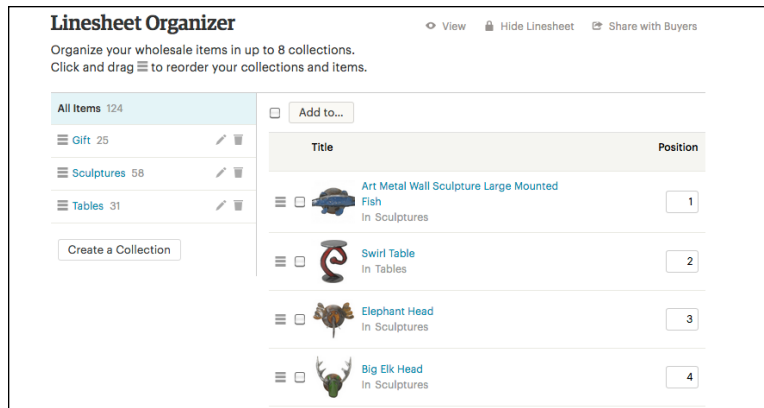 Linesheet Organizer
View
Hide Linesheet
Share with Buyers
Organize your wholesale items in up to 8 collections.
Click and drag to reorder your collections and items.
All Items 124
Gift 25
Sculptures 58
Tables 31
Create a Collection
Add to...
Title
Position
Art Metal Wall Sculpture Large Mounted
Fish
In Sculptures
1
Swirl Table
In Tables
2
Elephant Head
In Sculptures
3
Big Elk Head
In Sculptures
4